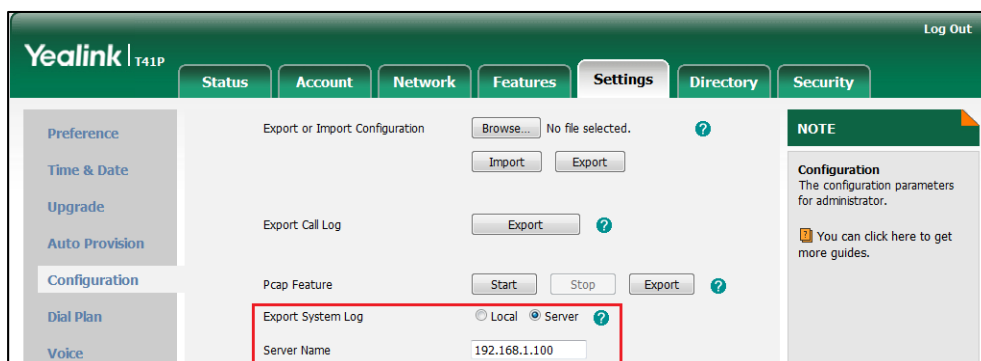 Log Out
Yealink | T41P
Status Account Network Features Settings Directory Security
Preference
Time & Date
Upgrade
Auto Provision
Configuration
Dial Plan
Voice
Export or Import Configuration Browse... No file selected. ?
Import Export
Export Call Log Export ?
Pcap Feature Start Stop Export ?
Export System Log Local Server ?
Server Name 192.168.1.100
NOTE
Configuration
The configuration parameters
for administrator.
? You can click here to get
more guides.